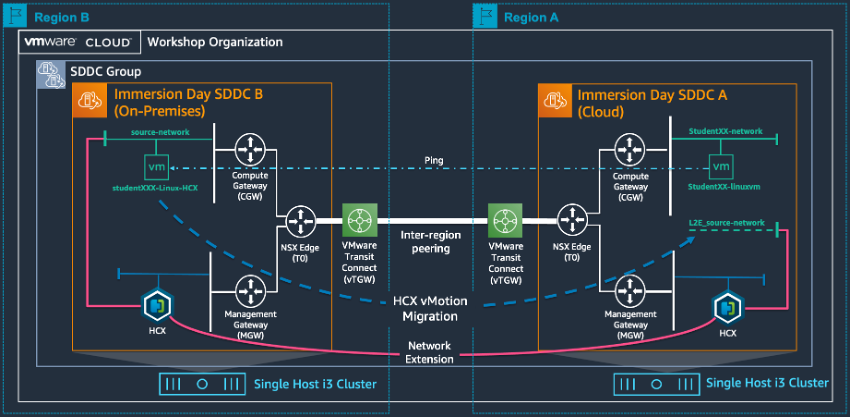 Region B
Region A
vmware CLOUD Workshop Organization
SDDC Group
Immersion Day SDDC B
(On-Premises)
Immersion Day SDDC A
(Cloud)
source-network
vm
studentXXX-Linux-HCX
Compute
Gateway
(CGW)
Ping
Compute
Gateway
(CGW)
StudentXX-network
vm
StudentXX-linuxvm
NSX Edge
(T0)
VMware
Transit
Connect
(vTGW)
Inter-region
peering
VMware
Transit
Connect
(vTGW)
NSX Edge
(T0)
L2E_source-network
HCX
Management
Gateway
(MGW)
HCX vMotion
Migration
Management
Gateway
(MGW)
HCX
Network
Extension
Single Host i3 Cluster
Single Host i3 Cluster